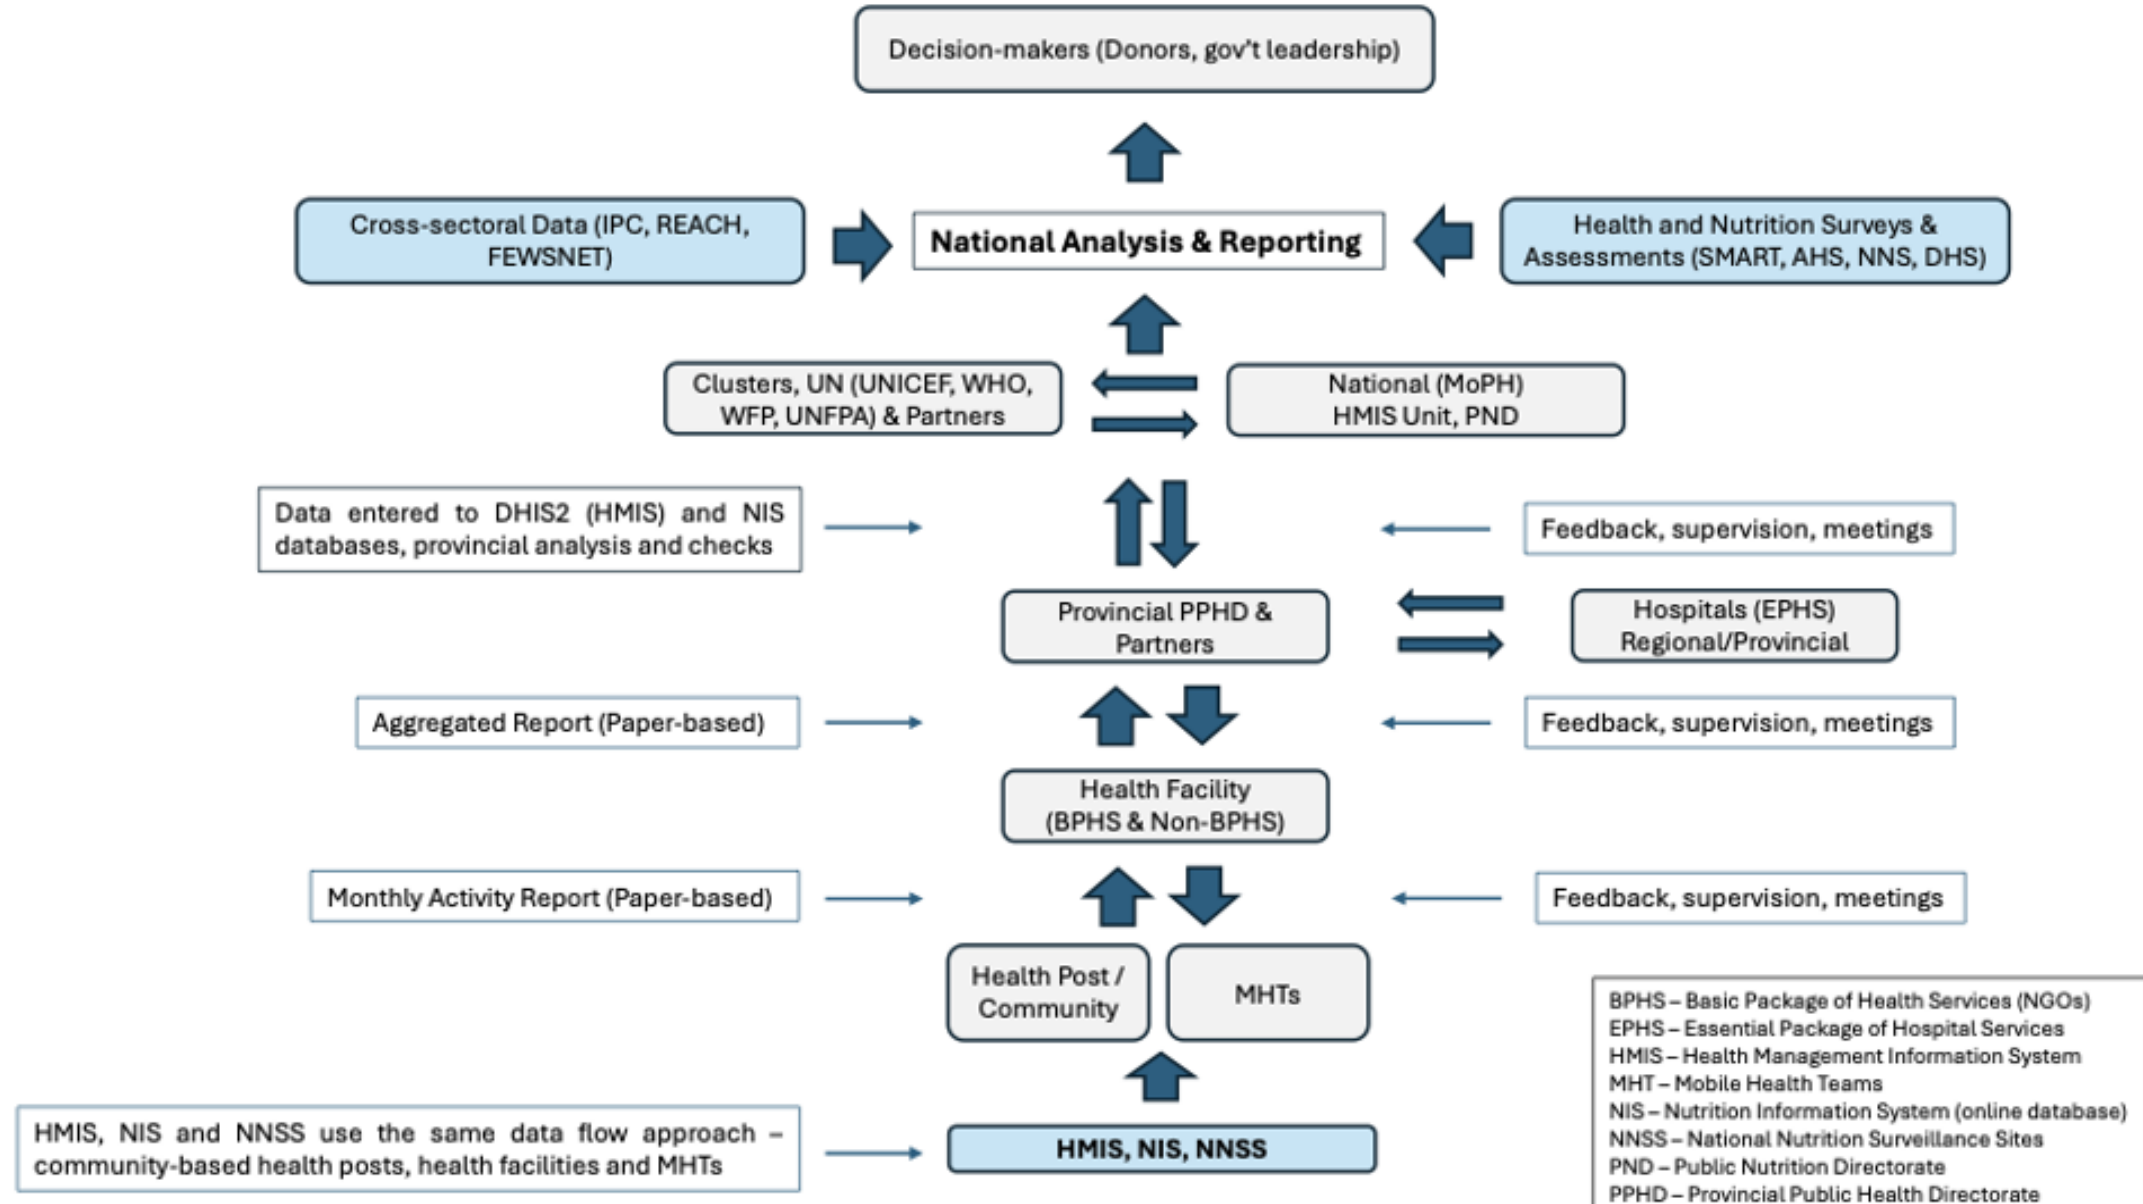 Decision-makers (Donors, gov't leadership)
Cross-sectoral Data (IPC, REACH,
FEWSNET)
National Analysis & Reporting
Health and Nutrition Surveys &
Assessments (SMART, AHS, NNS, DHS)
Clusters, UN (UNICEF, WHO,
WFP, UNFPA) & Partners
National (MoPH)
HMIS Unit, PND
Data entered to DHIS2 (HMIS) and NIS
databases, provincial analysis and checks
Feedback, supervision, meetings
Provincial PPHD &
Partners
Hospitals (EPHS)
Regional/Provincial
Aggregated Report (Paper-based)
Feedback, supervision, meetings
Health Facility
(BPHS & Non-BPHS)
Monthly Activity Report (Paper-based)
Feedback, supervision, meetings
Health Post /
Community
MHTs
HMIS, NIS and NNSS use the same data flow approach –
community-based health posts, health facilities and MHTs
HMIS, NIS, NNSS
BPHS – Basic Package of Health Services (NGOs)
EPHS – Essential Package of Hospital Services
HMIS – Health Management Information System
MHT – Mobile Health Teams
NIS – Nutrition Information System (online database)
NNSS – National Nutrition Surveillance Sites
PND – Public Nutrition Directorate
PPHD – Provincial Public Health Directorate